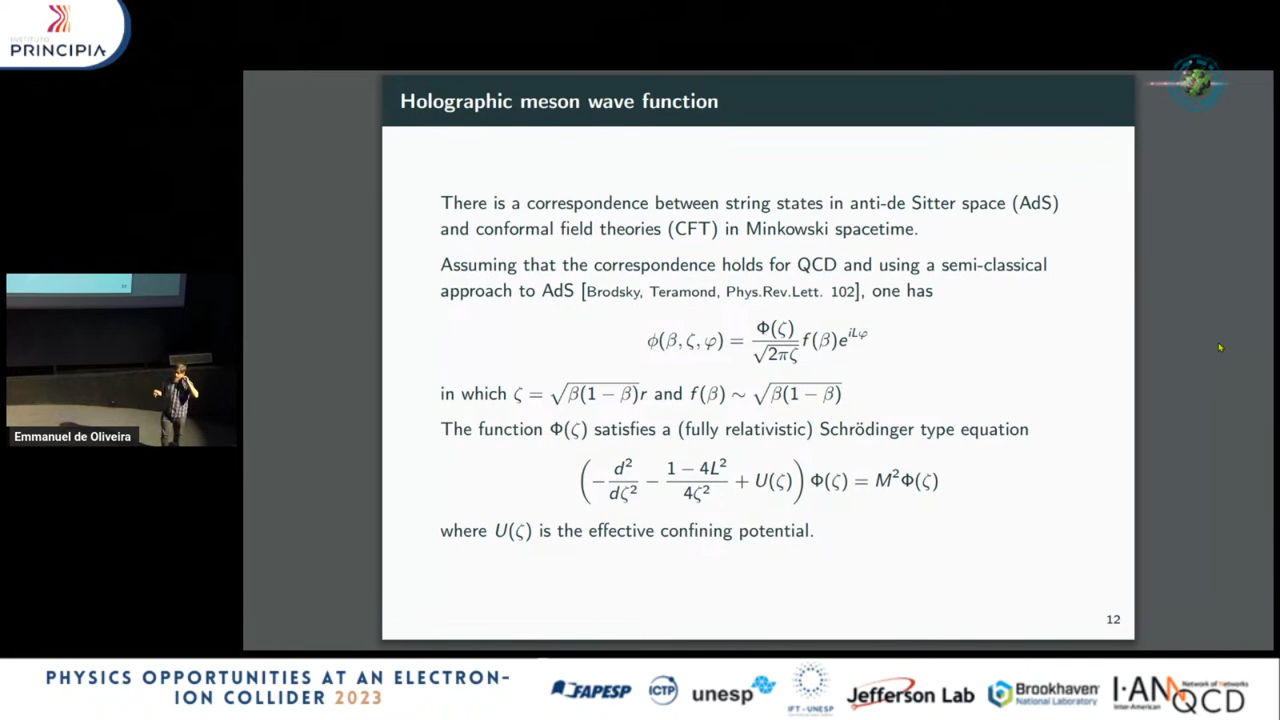 INSTITUTO
PRINCIPIA
Holographic meson wave function
There is a correspondence between string states in anti-de Sitter space (AdS)
and conformal field theories (CFT) in Minkowski spacetime.
Assuming that the correspondence holds for QCD and using a semi-classical
approach to AdS [Brodsky, Teramond, Phys.Rev.Lett. 102], one has
ϕ(β, ζ, φ) = Φ(ζ)/√2πζ f(β)e^{iLφ}
in which ζ = √β(1 − β)r and f(β) ∼ √β(1 − β)
The function Φ(ζ) satisfies a (fully relativistic) Schrödinger type equation
(−d²/dζ² − (1 − 4L²)/4ζ² + U(ζ)) Φ(ζ) = M²Φ(ζ)
where U(ζ) is the effective confining potential.
12
Emmanuel de Oliveira
PHYSICS OPPORTUNITIES AT AN ELECTRON-
ION COLLIDER 2023
FAPESP
ICTP
unesp
IFT - UNESP
Jefferson Lab
Brookhaven
National Laboratory
I·ANQCD
Network of Networks
Inter-American